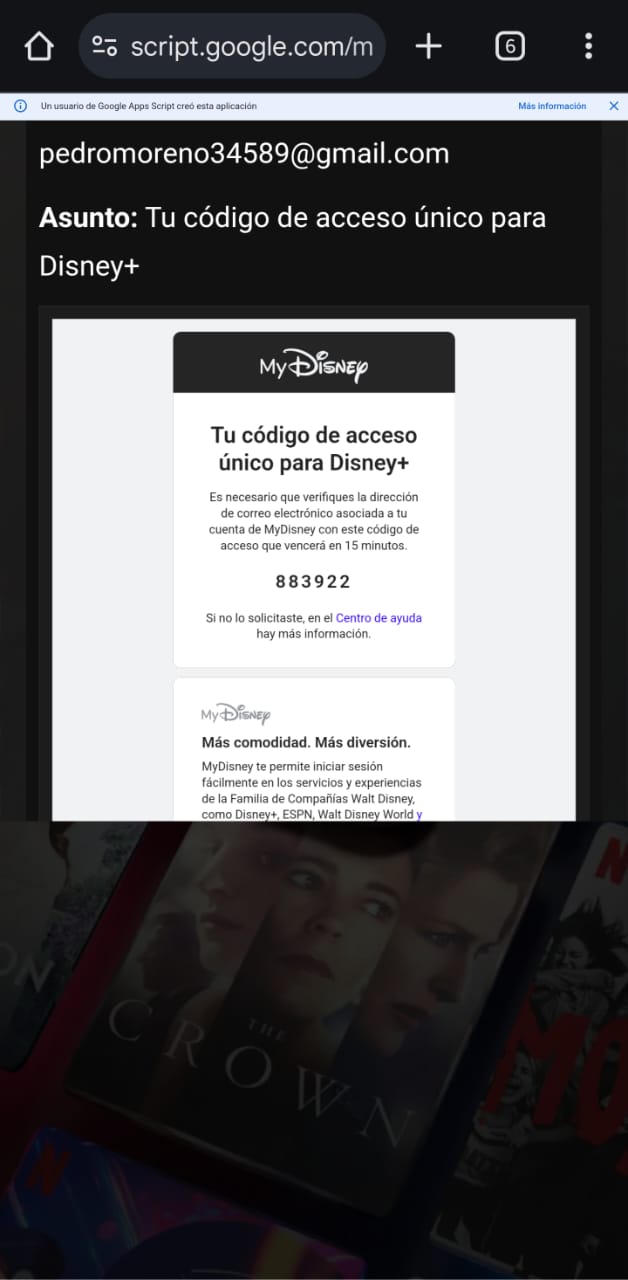 script.google.com/m
6
Un usuario de Google Apps Script creó esta aplicación
Más información
pedromoreno34589@gmail.com
Asunto: Tu código de acceso único para
Disney+
MyDisney
Tu código de acceso
único para Disney+
Es necesario que verifiques la dirección
de correo electrónico asociada a tu
cuenta de MyDisney con este código de
acceso que vencerá en 15 minutos.
883922
Si no lo solicitaste, en el Centro de ayuda
hay más información.
MyDisney
Más comodidad. Más diversión.
MyDisney te permite iniciar sesión
fácilmente en los servicios y experiencias
de la Familia de Compañías Walt Disney,
como Disney+, ESPN, Walt Disney World y
N
ON
THE
CROWN
N